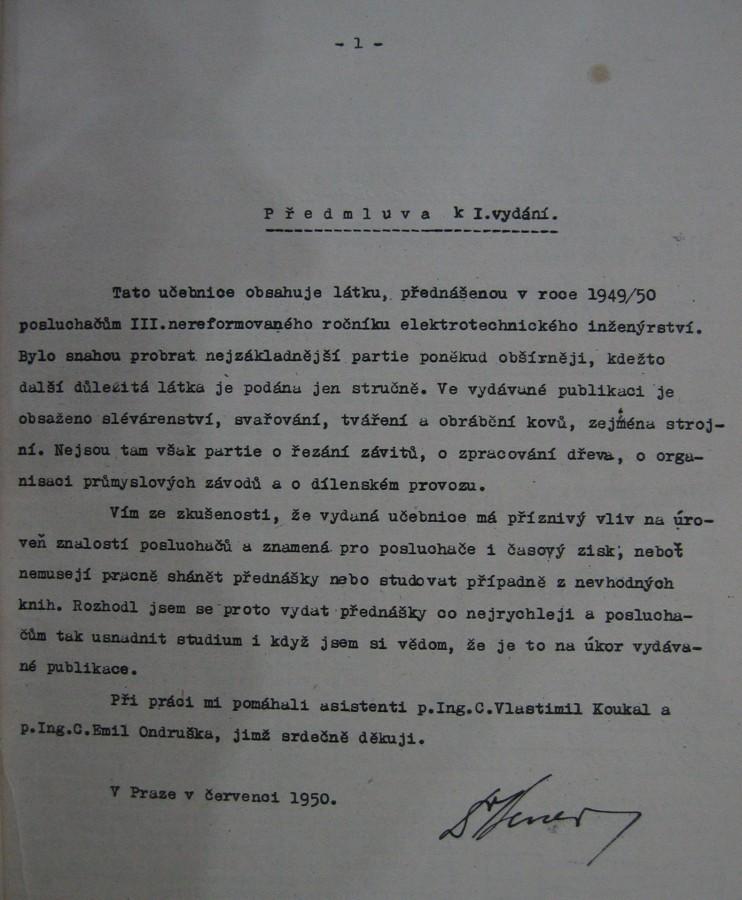 - 1 -
Předmluva k I.vydání.
Tato učebnice obsahuje látku, přednášenou v roce 1949/50
posluchačům III.nereformovaného ročníku elektrotechnického inženýrství.
Bylo snahou probrat nejzákladnější partie poněkud obšírněji, kdežto
další důležitá látka je podána jen stručně. Ve vydávané publikaci je
obsaženo slévárenství, svařování, tváření a obrábění kovů, zejména stroj-
ní. Nejsou tam však partie o řezání závitů, o zpracování dřeva, o orga-
nisaci průmyslových závodů a o dílenském provozu.
Vím ze zkušenosti, že vydaná učebnice má příznivý vliv na úro-
veň znalostí posluchačů a znamená pro posluchače i časový zisk, neboť
nemusejí pracně shánět přednášky nebo studovat případně z nevhodných
knih. Rozhodl jsem se proto vydat přednášky co nejrychleji a poslucha-
čům tak usnadnit studium i když jsem si vědom, že je to na úkor vydáva-
né publikace.
Při práci mi pomáhali asistenti p.Ing.C.Vlastimil Koukal a
p.Ing.C.Emil Ondruška, jimž srdečně děkuji.
V Praze v červenci 1950.